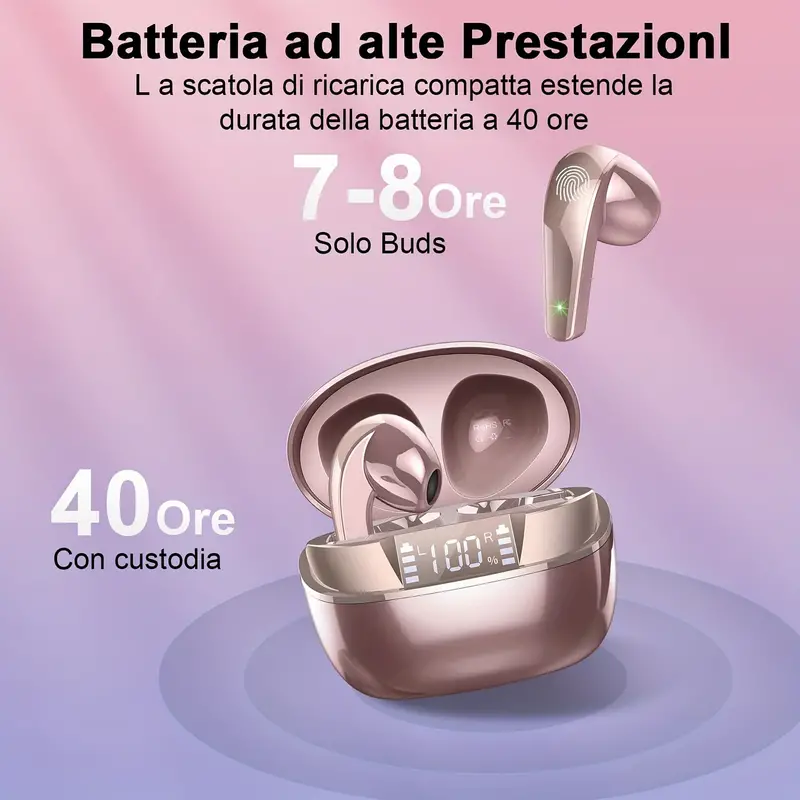 Batteria ad alte PrestazionI
L a scatola di ricarica compatta estende la
durata della batteria a 40 ore
7-8Ore
Solo Buds
40Ore
Con custodia
L 100% R